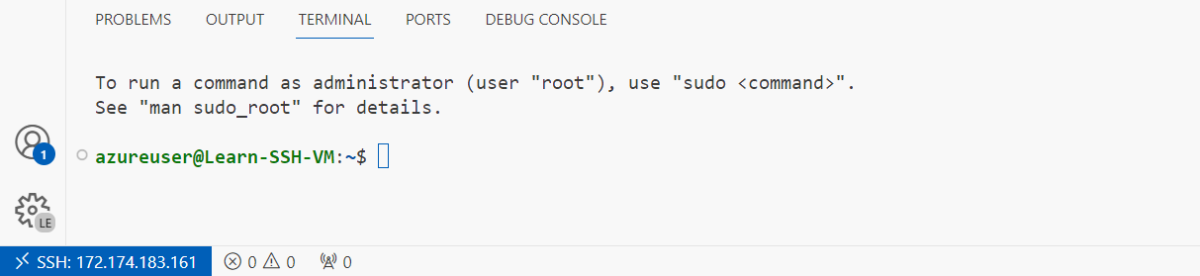 PROBLEMS OUTPUT TERMINAL PORTS DEBUG CONSOLE
To run a command as administrator (user "root"), use "sudo <command>".
See "man sudo_root" for details.
1
azureuser@Learn-SSH-VM:~$
LE
SSH: 172.174.183.161 0 0 0